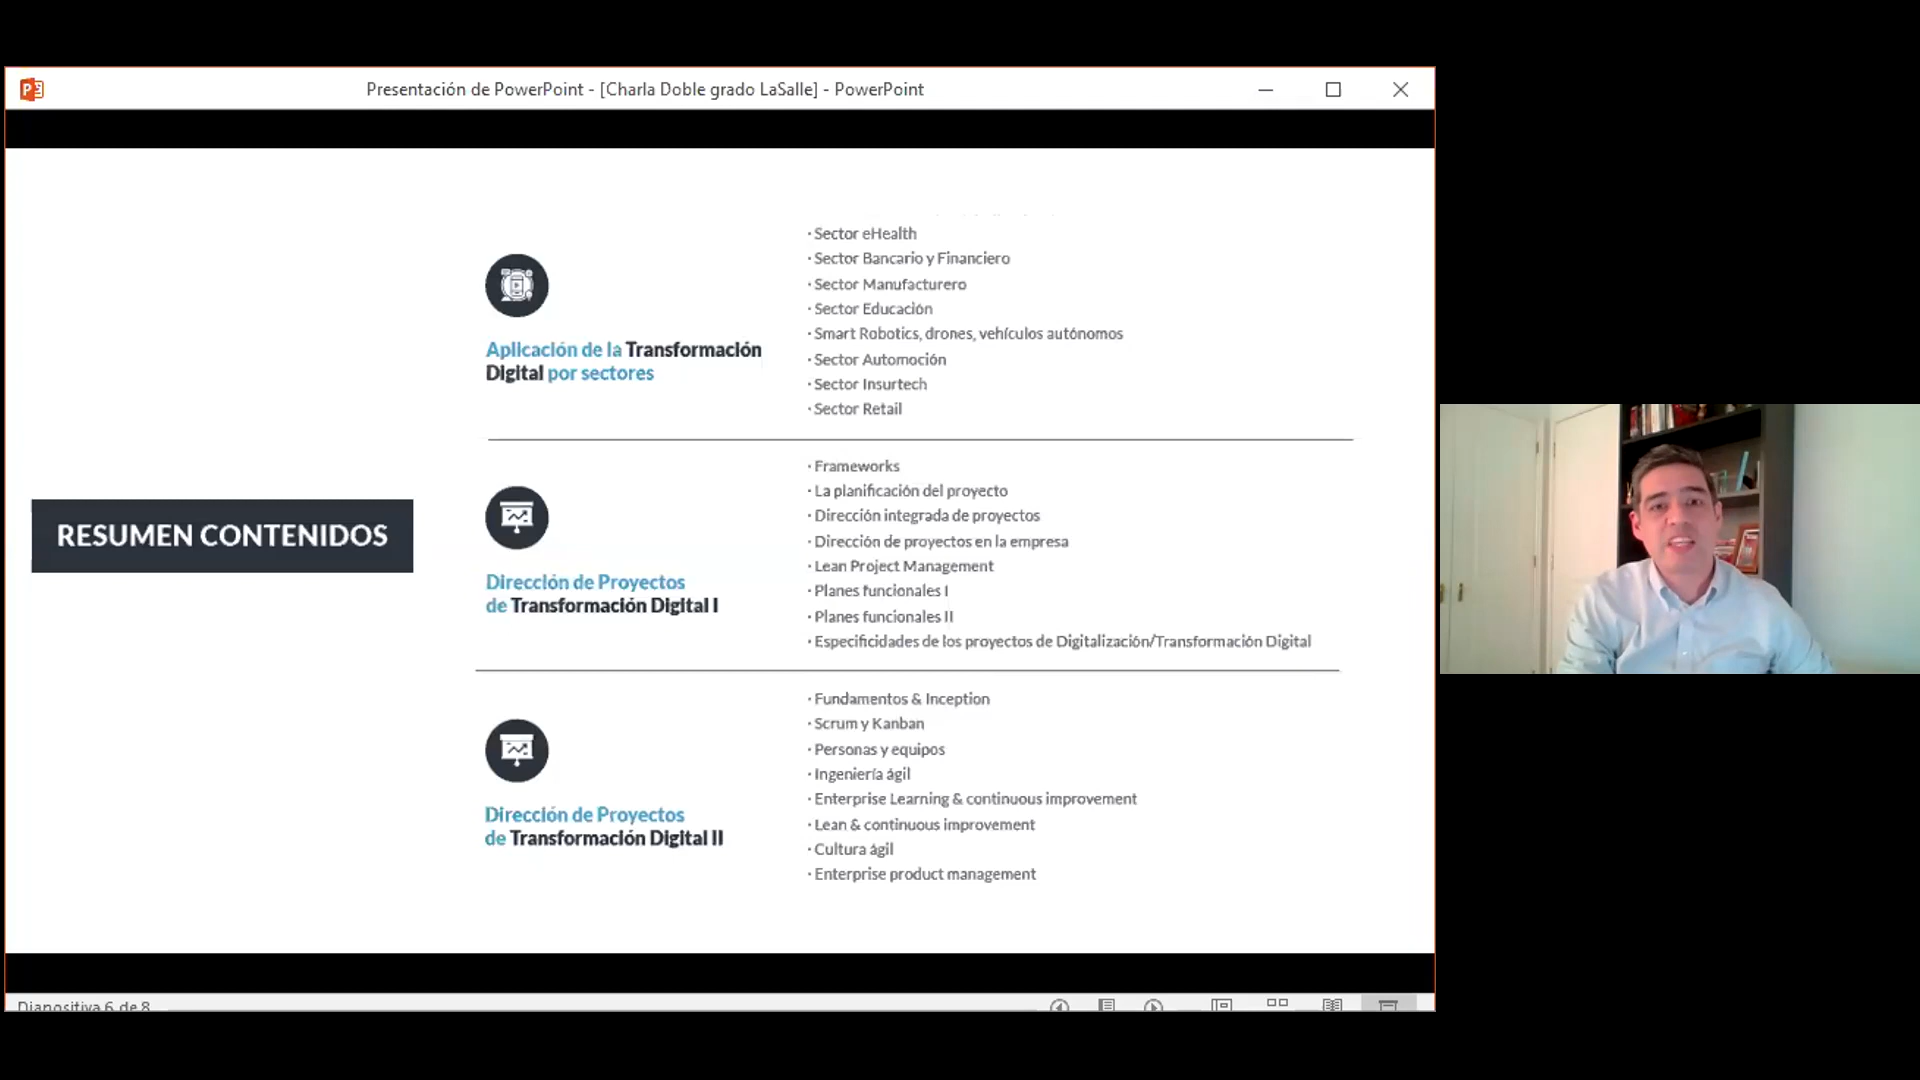 Presentación de PowerPoint - [Charla Doble grado LaSalle] - PowerPoint
RESUMEN CONTENIDOS
Aplicación de la Transformación
Digital por sectores
· Sector eHealth
· Sector Bancario y Financiero
· Sector Manufacturero
· Sector Educación
· Smart Robotics, drones, vehículos autónomos
· Sector Automoción
· Sector Insurtech
· Sector Retail
Dirección de Proyectos
de Transformación Digital I
· Frameworks
· La planificación del proyecto
· Dirección integrada de proyectos
· Dirección de proyectos en la empresa
· Lean Project Management
· Planes funcionales I
· Planes funcionales II
· Especificidades de los proyectos de Digitalización/Transformación Digital
Dirección de Proyectos
de Transformación Digital II
· Fundamentos & Inception
· Scrum y Kanban
· Personas y equipos
· Ingeniería ágil
· Enterprise Learning & continuous improvement
· Lean & continuous improvement
· Cultura ágil
· Enterprise product management
Diapositiva 6 de 8